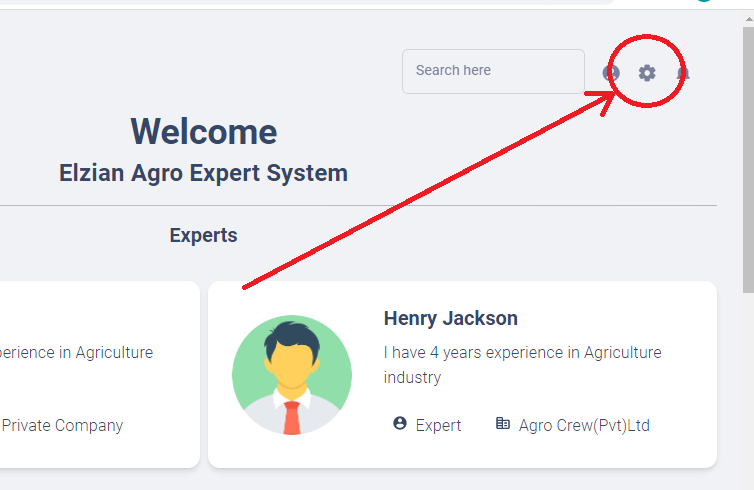 Search here
Welcome
Elzian Agro Expert System
Experts
Henry Jackson
perience in Agriculture
I have 4 years experience in Agriculture
industry
Private Company
Expert
Agro Crew(Pvt)Ltd